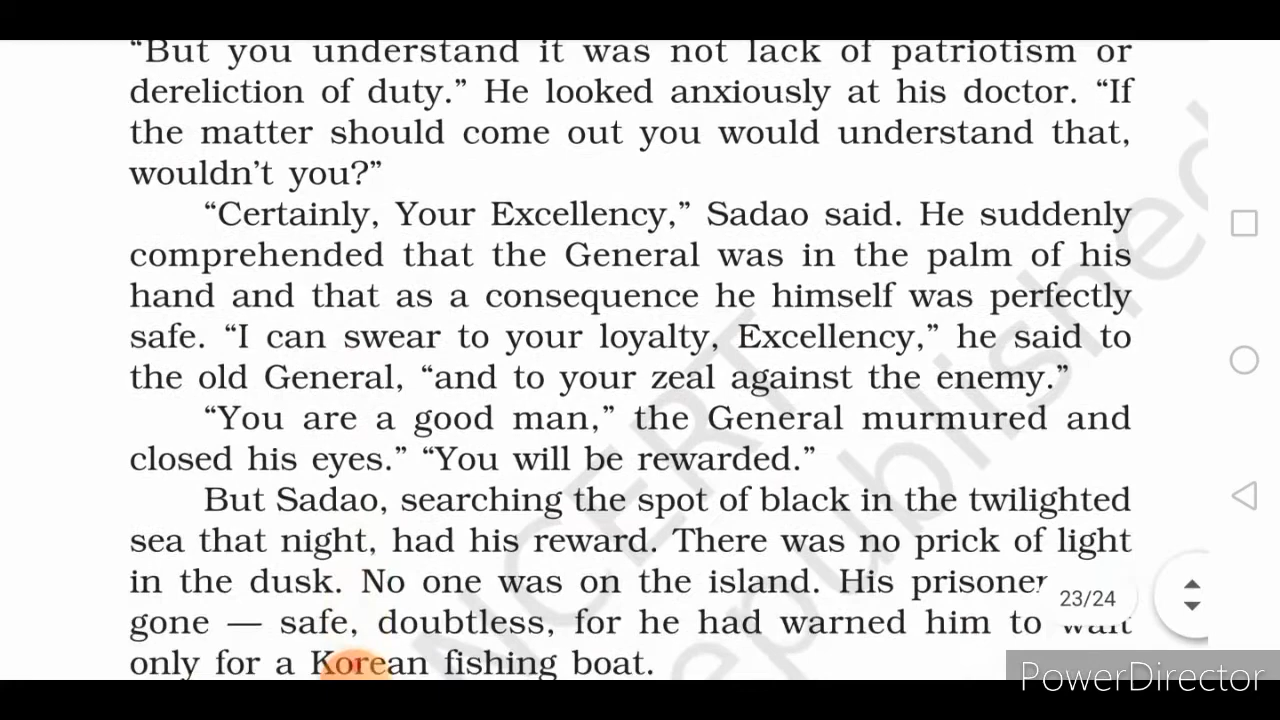 “But you understand it was not lack of patriotism or
dereliction of duty.” He looked anxiously at his doctor. “If
the matter should come out you would understand that,
wouldn’t you?”
“Certainly, Your Excellency,” Sadao said. He suddenly
comprehended that the General was in the palm of his
hand and that as a consequence he himself was perfectly
safe. “I can swear to your loyalty, Excellency,” he said to
the old General, “and to your zeal against the enemy.”
“You are a good man,” the General murmured and
closed his eyes.” “You will be rewarded.”
But Sadao, searching the spot of black in the twilighted
sea that night, had his reward. There was no prick of light
in the dusk. No one was on the island. His prisoner
gone — safe, doubtless, for he had warned him to wait
only for a Korean fishing boat.
23/24
NCERT
republished
PowerDirector